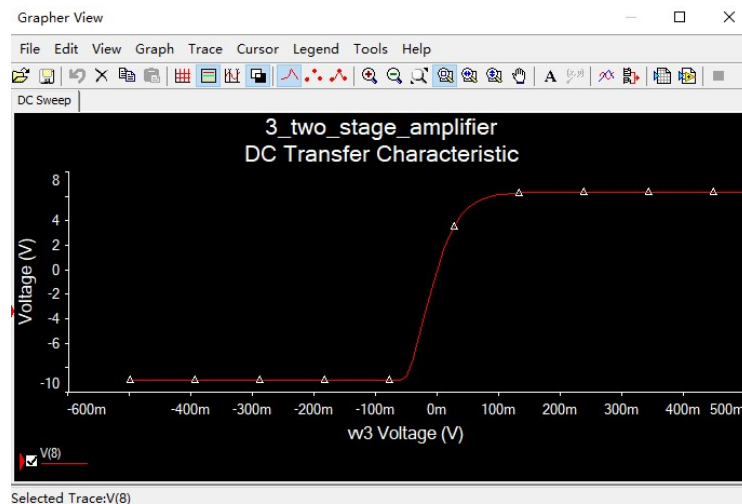 Grapher View
File Edit View Graph Trace Cursor Legend Tools Help
A
DC Sweep
3_two_stage_amplifier
DC Transfer Characteristic
Voltage (V)
8
4
2
0
-2
-4
-6
-10
-600m -400m -300m -200m -100m 0m 100m 200m 300m 400m 500m
vv3 Voltage (V)
V(8)
Selected Trace:V(8)